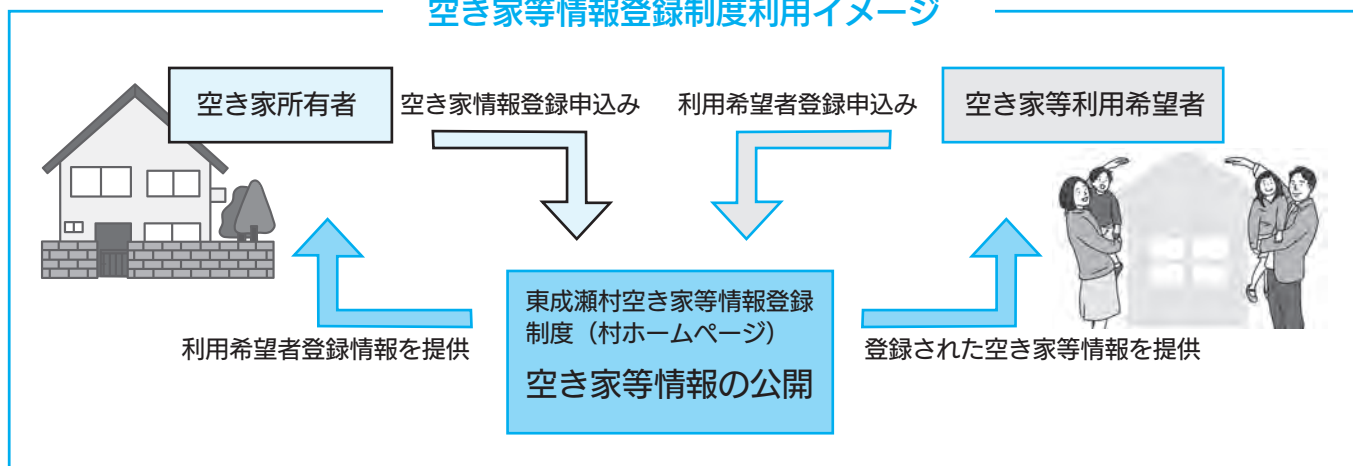 空き家等情報登録制度利用イメージ
空き家所有者
空き家情報登録申込み
利用希望者登録申込み
空き家等利用希望者
東成瀬村空き家等情報登録
制度（村ホームページ）
空き家等情報の公開
利用希望者登録情報を提供
登録された空き家等情報を提供